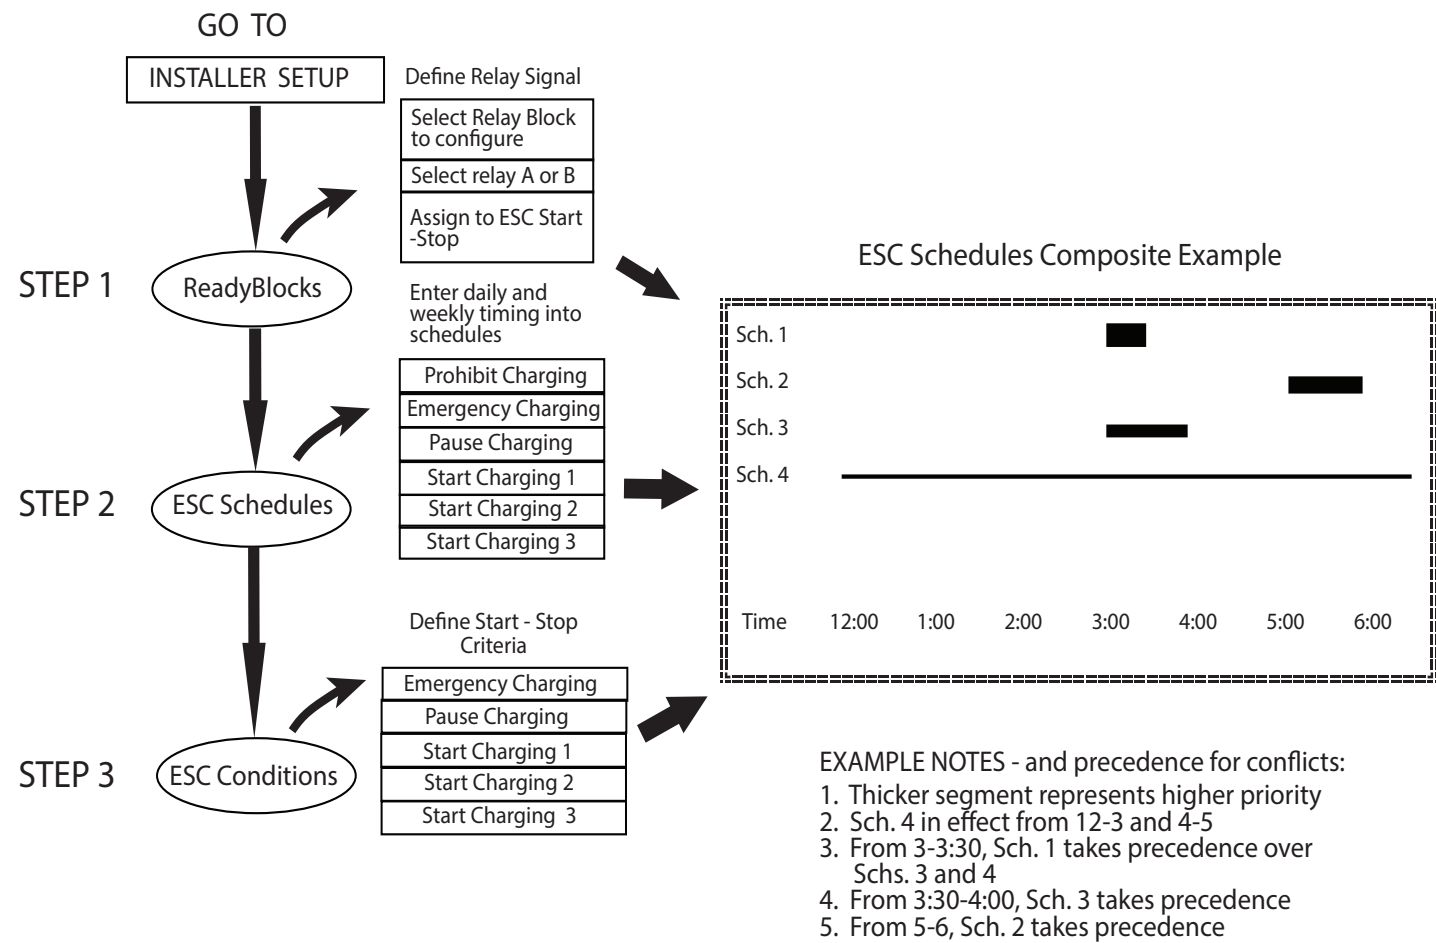 GO TO
INSTALLER SETUP
Define Relay Signal
Select Relay Block
to configure
Select relay A or B
Assign to ESC Start
-Stop
STEP 1
ReadyBlocks
Enter daily and
weekly timing into
schedules
Prohibit Charging
Emergency Charging
Pause Charging
Start Charging 1
Start Charging 2
Start Charging 3
STEP 2
ESC Schedules
Define Start - Stop
Criteria
Emergency Charging
Pause Charging
Start Charging 1
Start Charging 2
Start Charging 3
STEP 3
ESC Conditions
ESC Schedules Composite Example
Sch. 1
Sch. 2
Sch. 3
Sch. 4
Time 12:00 1:00 2:00 3:00 4:00 5:00 6:00
EXAMPLE NOTES - and precedence for conflicts:
1. Thicker segment represents higher priority
2. Sch. 4 in effect from 12-3 and 4-5
3. From 3-3:30, Sch. 1 takes precedence over
Schs. 3 and 4
4. From 3:30-4:00, Sch. 3 takes precedence
5. From 5-6, Sch. 2 takes precedence